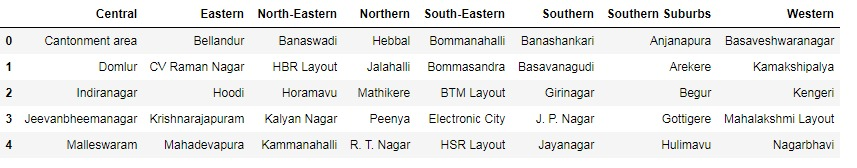 Central Eastern North-Eastern Northern South-Eastern Southern Southern Suburbs Western
0 Cantonment area Bellandur Banaswadi Hebbal Bommanahalli Banashankari Anjanapura Basaveshwaranagar
1 Domlur CV Raman Nagar HBR Layout Jalahalli Bommasandra Basavanagudi Arekere Kamakshipalya
2 Indiranagar Hoodi Horamavu Mathikere BTM Layout Girinagar Begur Kengeri
3 Jeevanbheemanagar Krishnarajapuram Kalyan Nagar Peenya Electronic City J. P. Nagar Gottigere Mahalakshmi Layout
4 Malleswaram Mahadevapura Kammanahalli R. T. Nagar HSR Layout Jayanagar Hulimavu Nagarbhavi